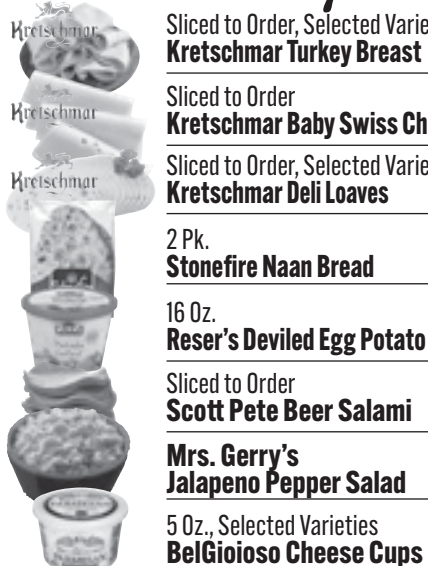 Kretschmar
Sliced to Order, Selected Varie
Kretschmar Turkey Breast
Kretschmar
Sliced to Order
Kretschmar Baby Swiss Ch
Kretschmar
Sliced to Order, Selected Varie
Kretschmar Deli Loaves
2 Pk.
Stonefire Naan Bread
16 Oz.
Reser's Deviled Egg Potato
Sliced to Order
Scott Pete Beer Salami
Mrs. Gerry's
Jalapeno Pepper Salad
5 Oz., Selected Varieties
BelGioioso Cheese Cups